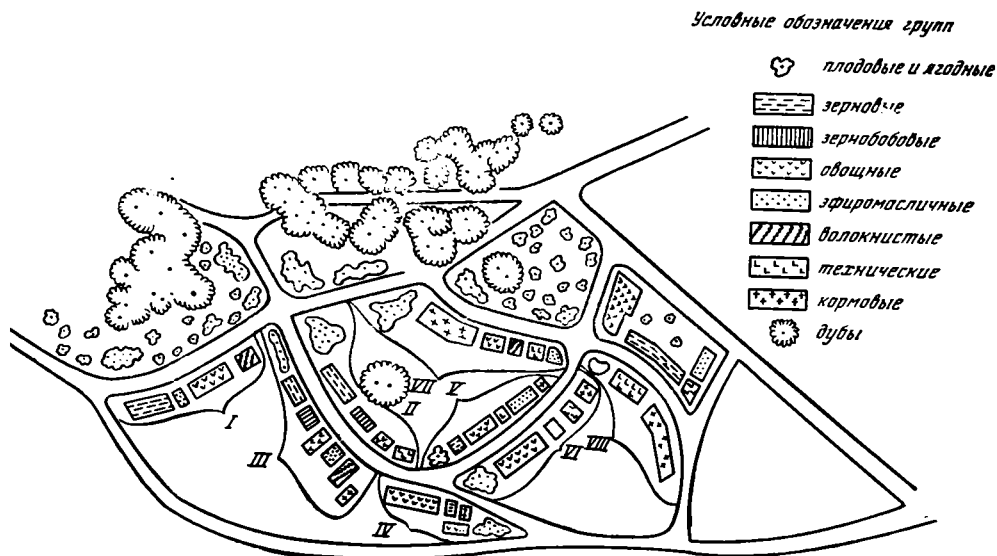 Условные обозначения групп
плодовые и ягодные
зерновые
зернобобовые
овощные
эфиромасличные
волокнистые
технические
кормовые
дубы
VII
V
II
I
III
VI
VIII
IV